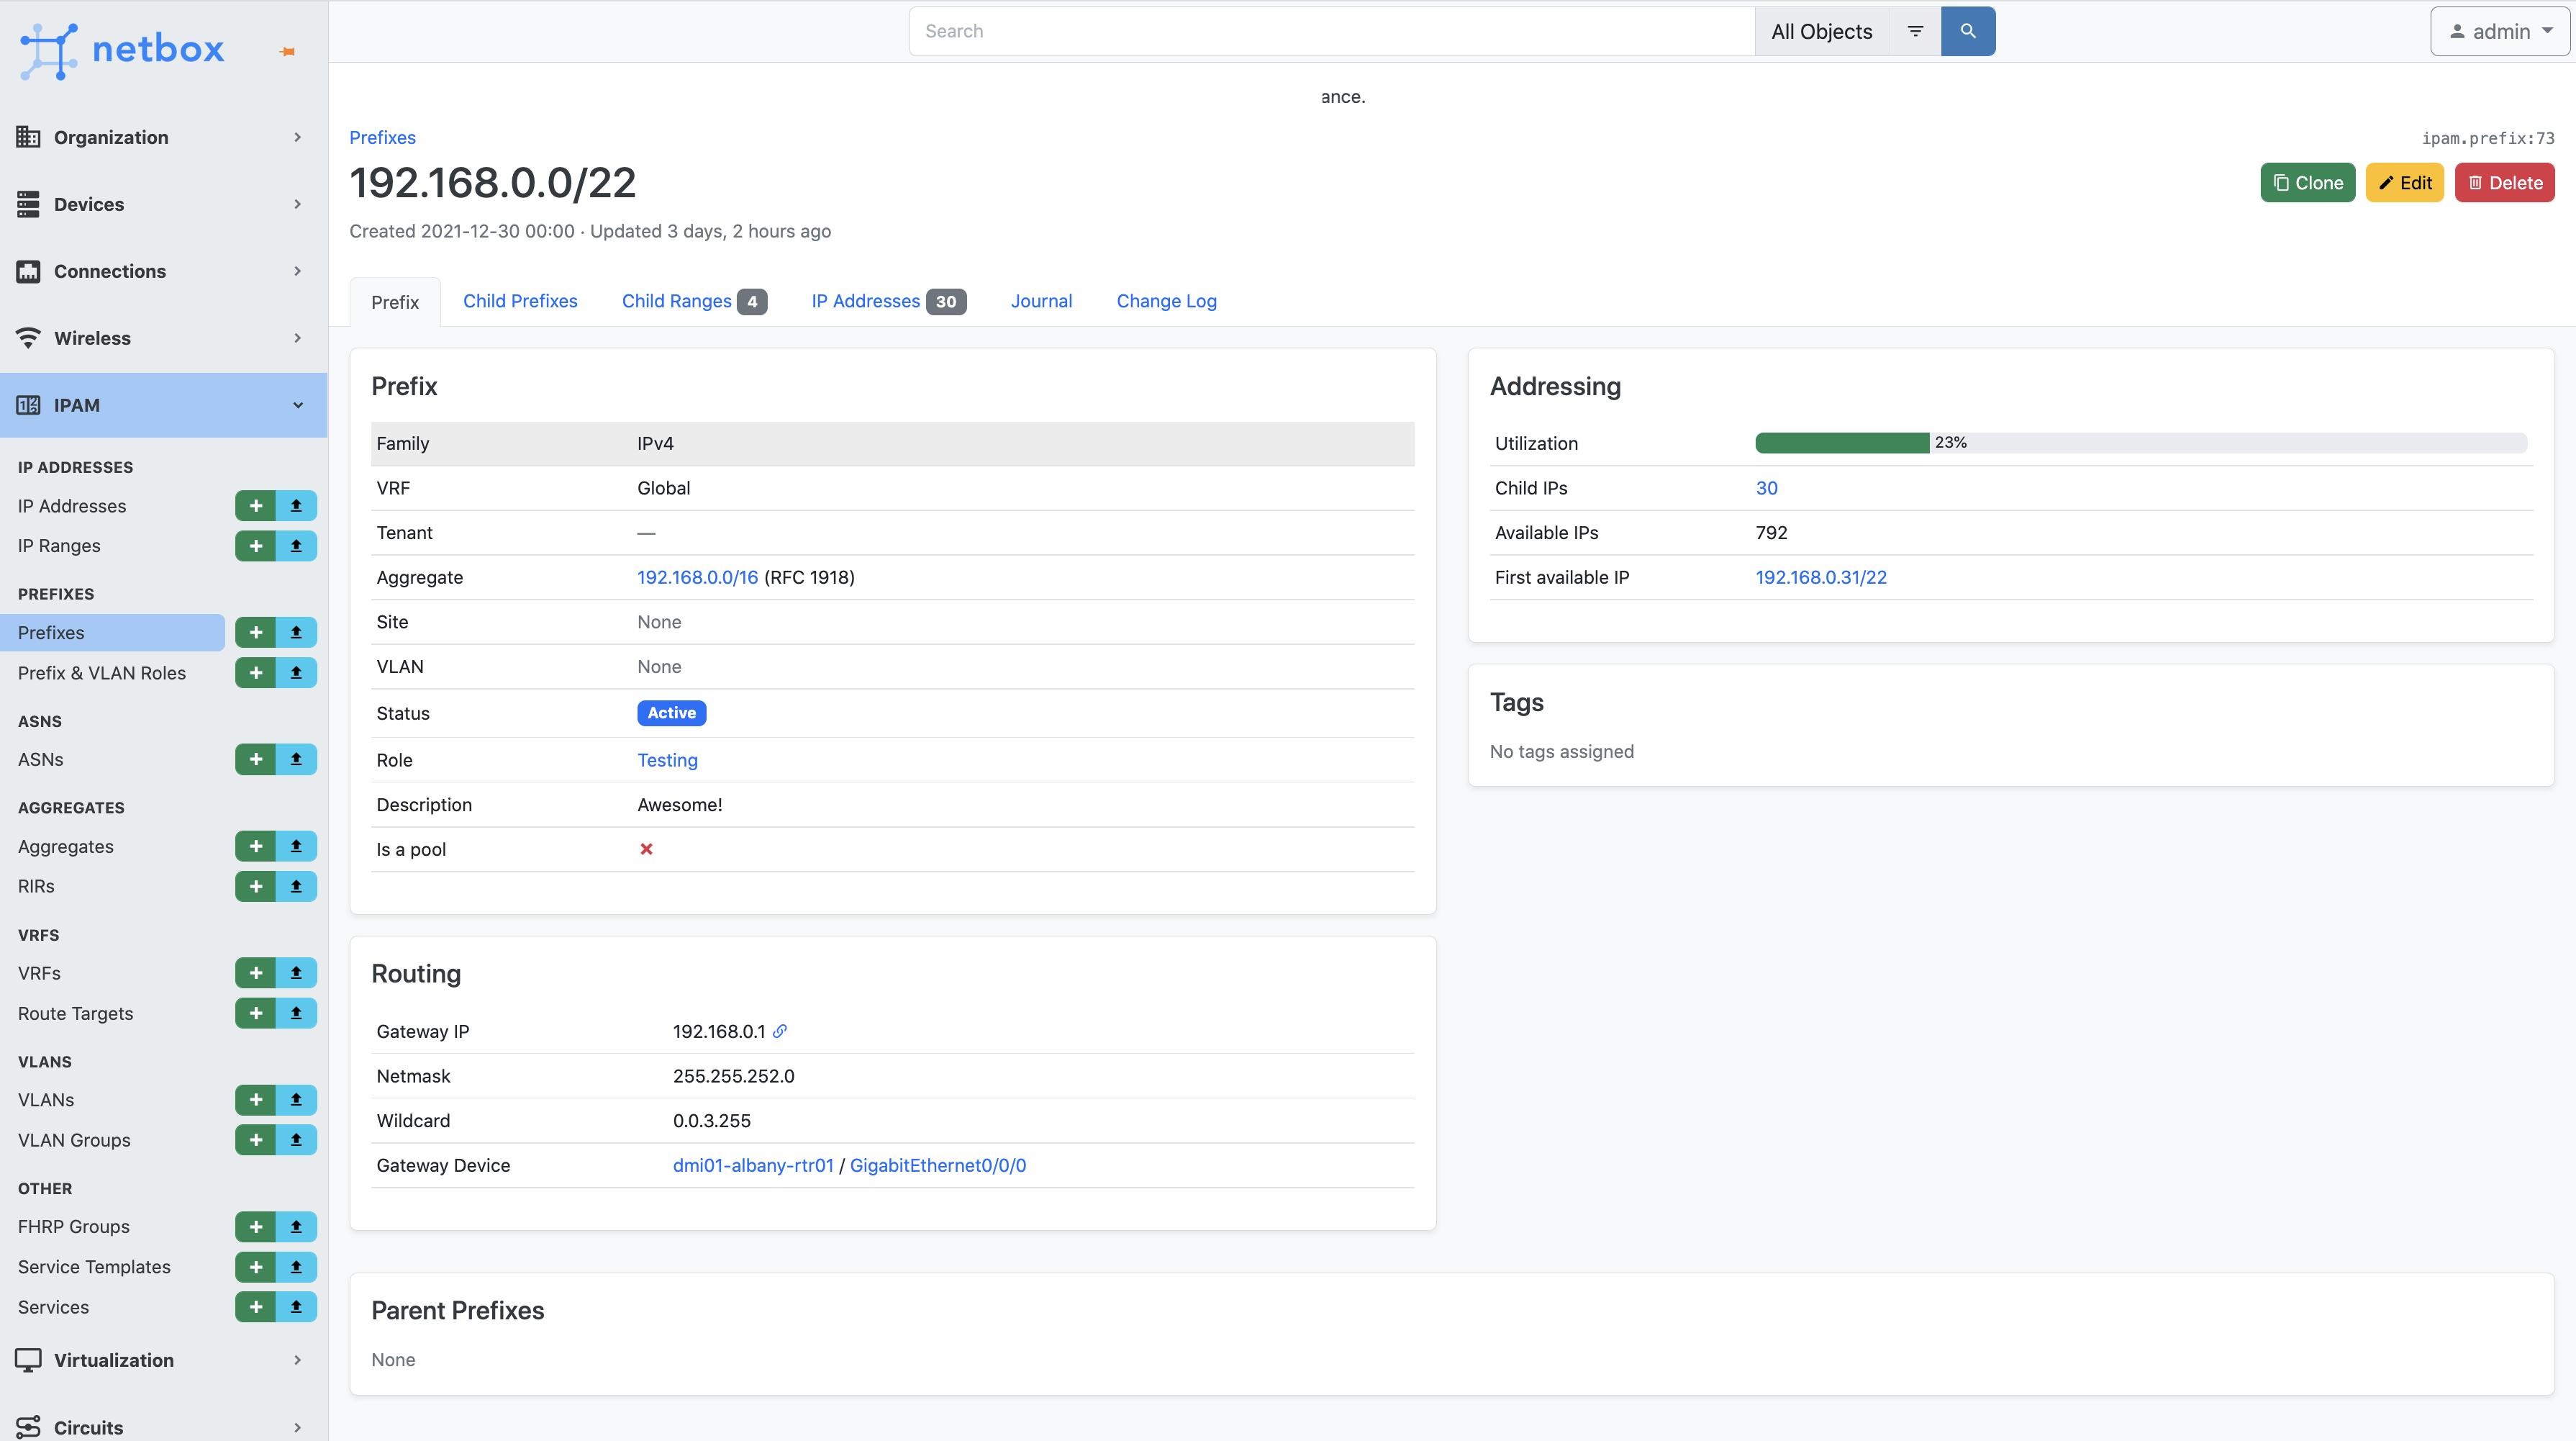 netbox
Search
All Objects
admin
ance.
Organization
Devices
Connections
Wireless
IPAM
IP ADDRESSES
IP Addresses
IP Ranges
PREFIXES
Prefixes
Prefix & VLAN Roles
ASNS
ASNs
AGGREGATES
Aggregates
RIRs
VRFS
VRFs
Route Targets
VLANS
VLANs
VLAN Groups
OTHER
FHRP Groups
Service Templates
Services
Virtualization
Circuits
Prefixes
ipam.prefix:73
192.168.0.0/22
Clone Edit Delete
Created 2021-12-30 00:00 · Updated 3 days, 2 hours ago
Prefix Child Prefixes Child Ranges 4 IP Addresses 30 Journal Change Log
Prefix
Family IPv4
VRF Global
Tenant —
Aggregate 192.168.0.0/16 (RFC 1918)
Site None
VLAN None
Status Active
Role Testing
Description Awesome!
Is a pool
Routing
Gateway IP 192.168.0.1
Netmask 255.255.252.0
Wildcard 0.0.3.255
Gateway Device dmi01-albany-rtr01 / GigabitEthernet0/0/0
Addressing
Utilization 23%
Child IPs 30
Available IPs 792
First available IP 192.168.0.31/22
Tags
No tags assigned
Parent Prefixes
None